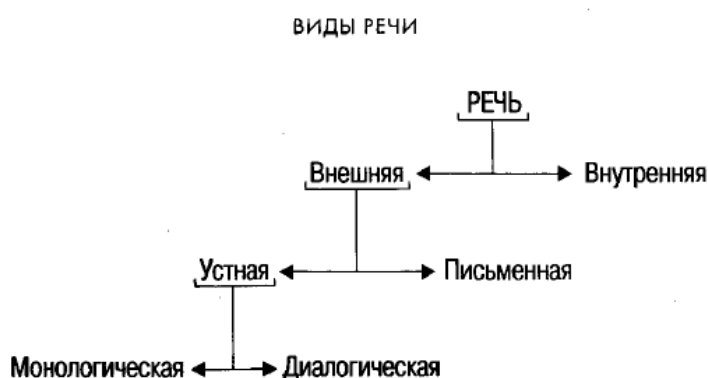 ВИДЫ РЕЧИ
РЕЧЬ
Внешняя Внутренняя
Устная Письменная
Монологическая Диалогическая